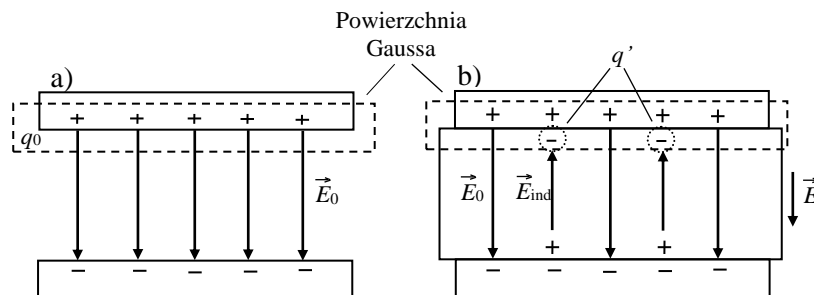 Powierzchnia
Gaussa
a)
+ + + + +
q0
E0
− − − − −
b)
q’
+ + + + +
− −
E0
Eind
E
+ +
− − − − −